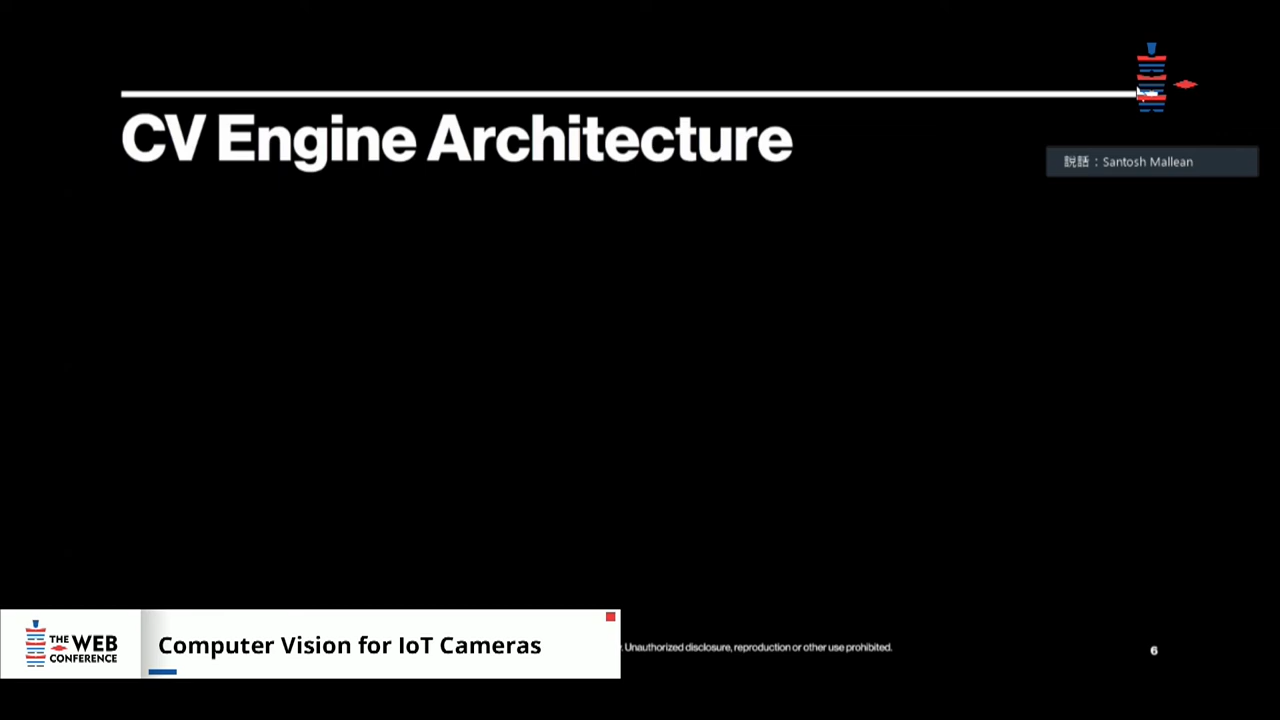 CV Engine Architecture
說話：Santosh Mallean
THE WEB
CONFERENCE
Computer Vision for IoT Cameras
. Unauthorized disclosure, reproduction or other use prohibited.
6